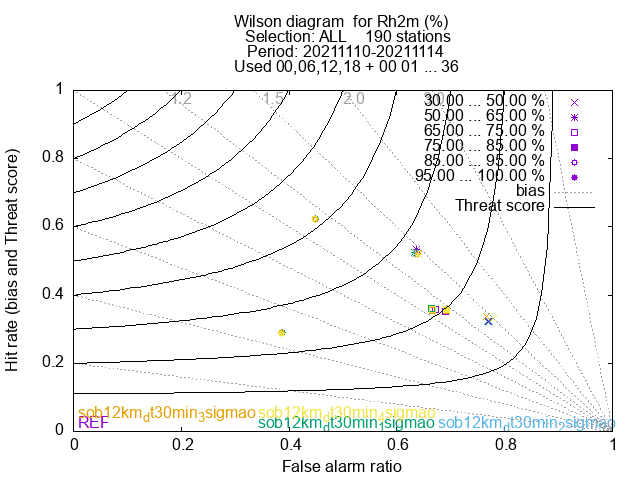 Wilson diagram for Rh2m (%)
Selection: ALL 190 stations
Period: 20211110-20211114
Used 00,06,12,18 + 00 01 ... 36
1.2 1.5 2.0
30.00 ... 50.00 %
50.00 ... 65.00 %
65.00 ... 75.00 %
75.00 ... 85.00 %
85.00 ... 95.00 %
95.00 ... 100.00 %
bias
Threat score
Hit rate (bias and Threat score)
1
0.8
0.6
0.4
0.2
0
sob12km_dt30min_3sigmao sob12km_dt30min_4sigmao
REF sob12km_dt30min_1sigmao sob12km_dt30min_2sigmao
0 0.2 0.4 0.6 0.8 1
False alarm ratio